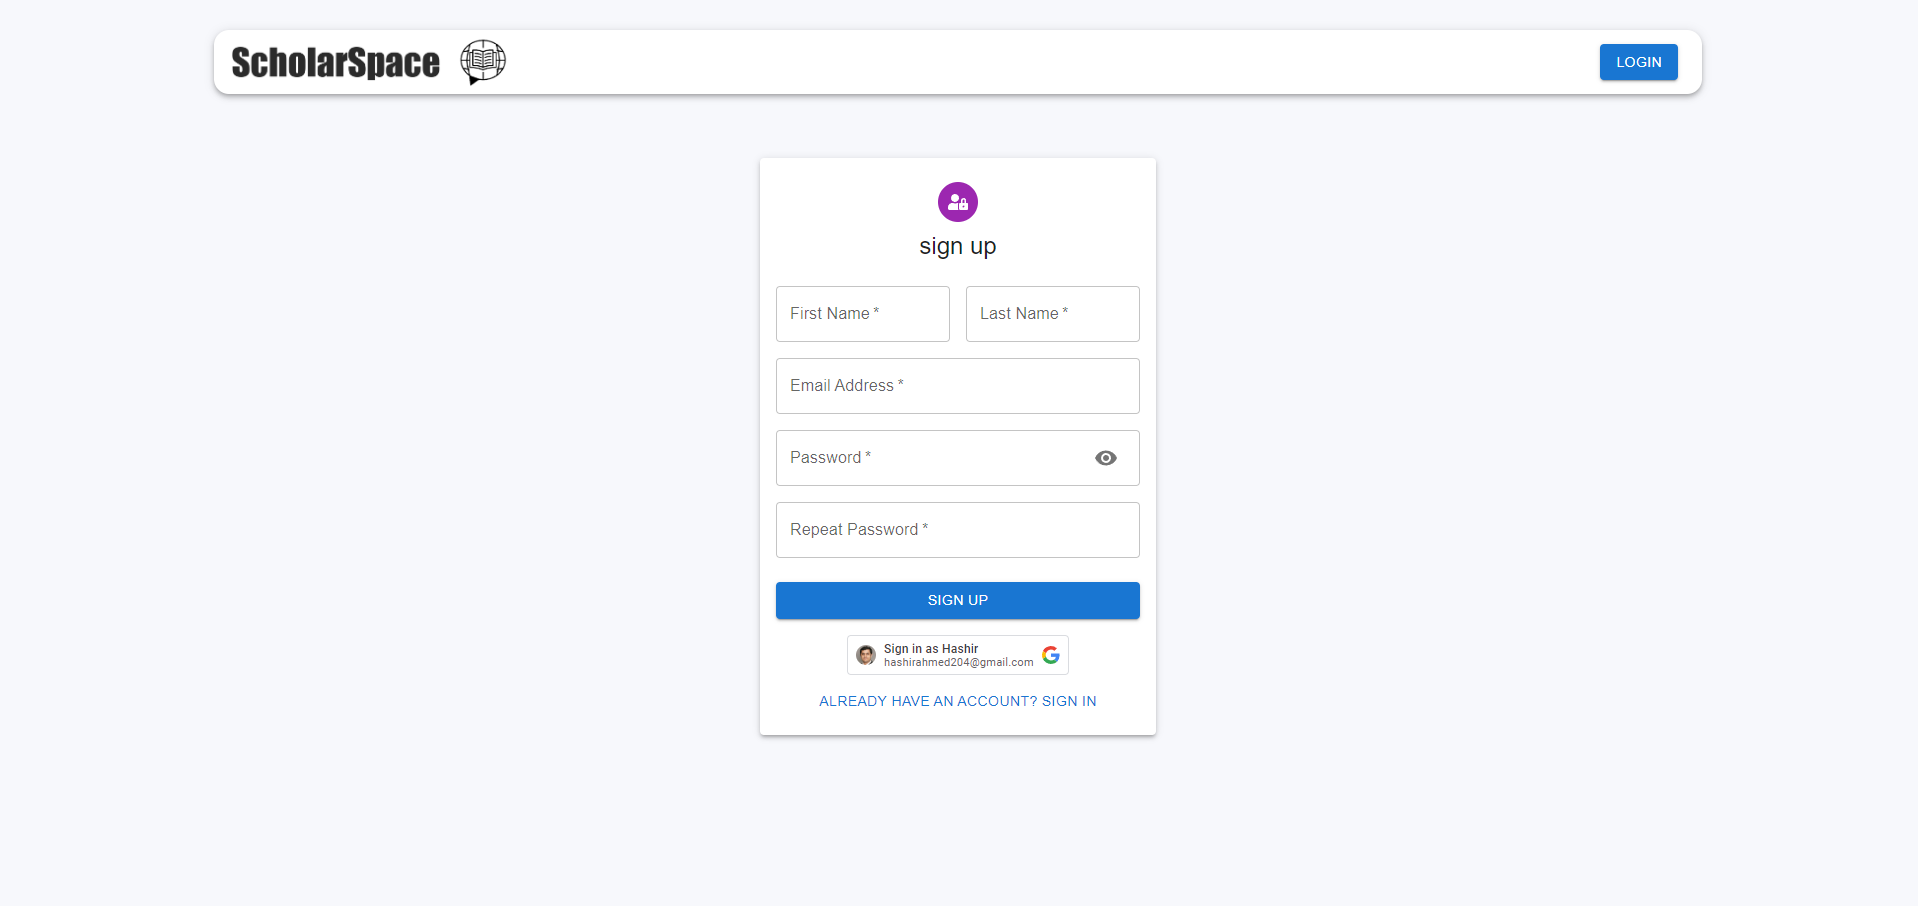 ScholarSpace
LOGIN
sign up
First Name *
Last Name *
Email Address *
Password *
Repeat Password *
SIGN UP
Sign in as Hashir
hashirahmed204@gmail.com
ALREADY HAVE AN ACCOUNT? SIGN IN